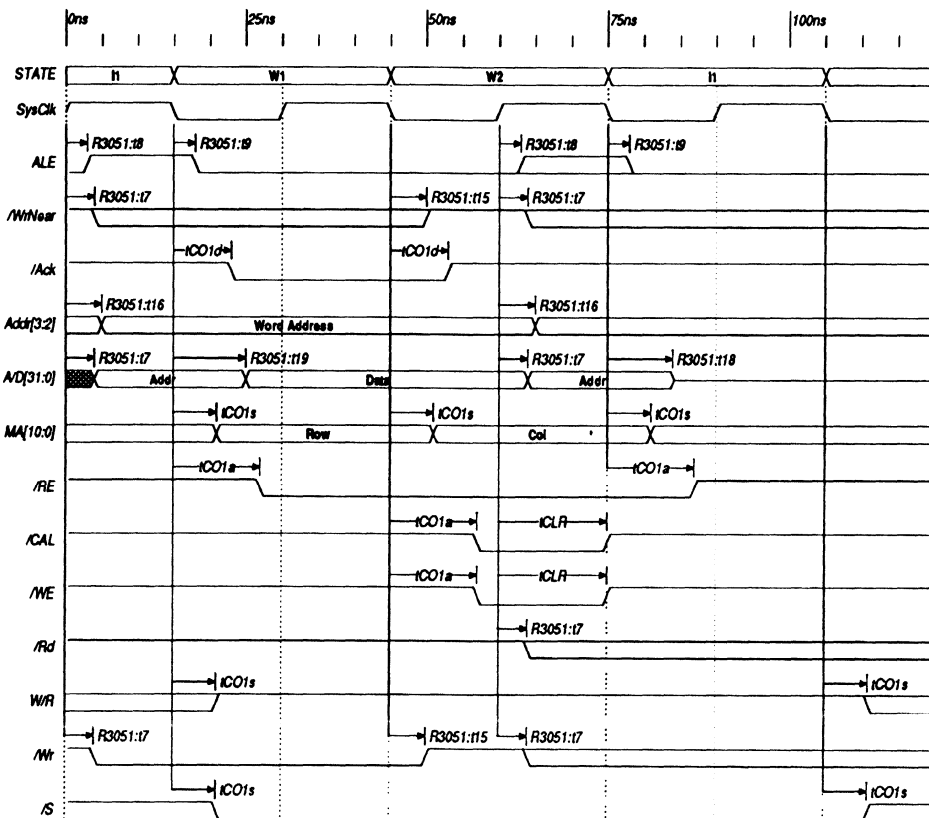 0ns 25ns 50ns 75ns 100ns
STATE I1 W1 W2 I1
SysClk
R3051:t8 R3051:t9 R3051:t8 R3051:t9
ALE
R3051:t7 R3051:t15 R3051:t7
/WrNear
tCO1d tCO1d
/Ack
R3051:t16 R3051:t16
Addr[3:2] Word Address
R3051:t7 R3051:t19 R3051:t7 R3051:t18
A/D[31:0] Addr Data Addr
tCO1s tCO1s tCO1s
MA[10:0] Row Col
tCO1a tCO1a
/RE
tCO1a tCLR
/CAL
tCO1a tCLR
/WE
R3051:t7
/Rd
tCO1s tCO1s
W/R
R3051:t7 R3051:t15 R3051:t7
/Wr
tCO1s tCO1s
/S